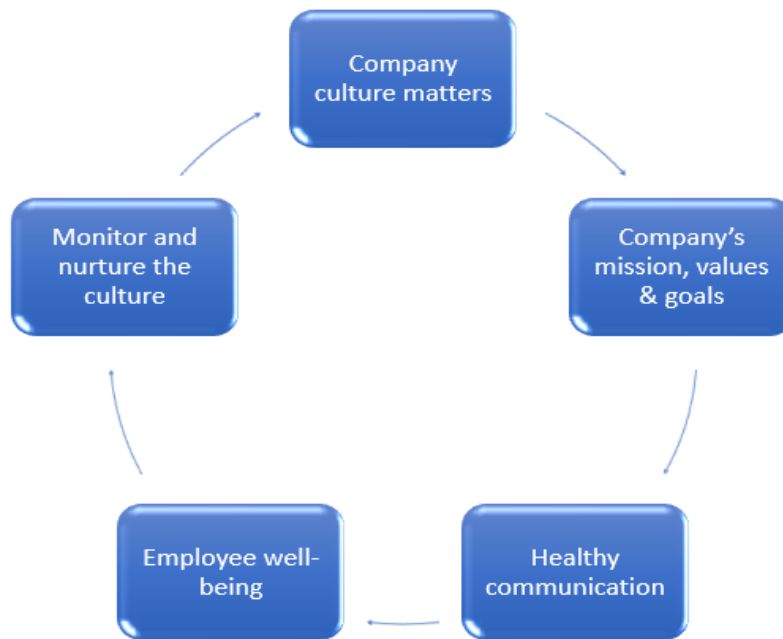 Company
culture matters
Company’s
mission, values
& goals
Healthy
communication
Employee well-
being
Monitor and
nurture the
culture